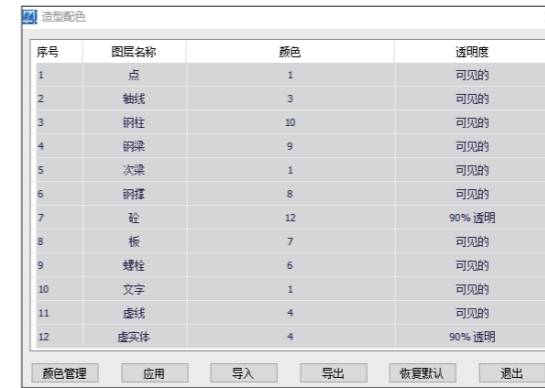 造型配色
序号 图层名称 颜色 透明度
1 点 1 可见的
2 轴线 3 可见的
3 钢柱 10 可见的
4 钢梁 9 可见的
5 次梁 1 可见的
6 钢撑 8 可见的
7 砼 12 90% 透明
8 板 7 可见的
9 螺栓 6 可见的
10 文字 1 可见的
11 虚线 4 可见的
12 虚实体 4 90% 透明
颜色管理 应用 导入 导出 恢复默认 退出